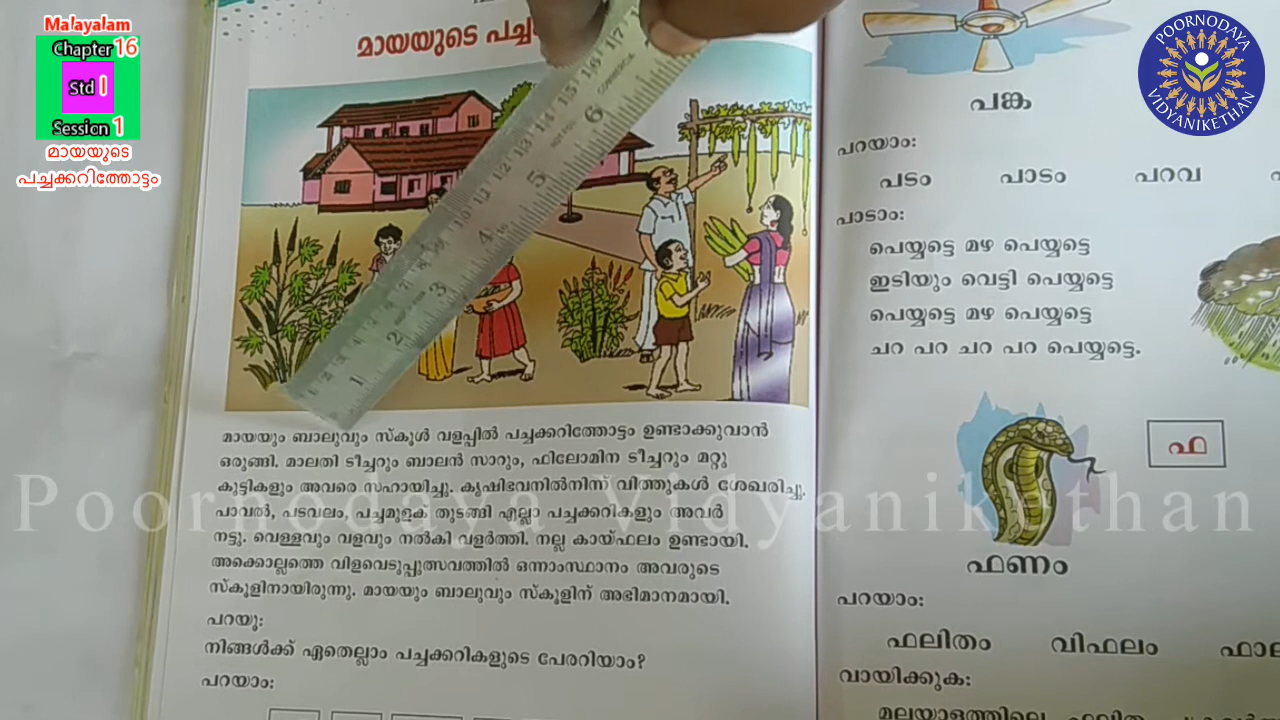 Malayalam
Chapter 16
Std I
Session 1
മായയുടെ
പച്ചക്കറിത്തോട്ടം
POORNODAYA
VIDYANIKETHAN
മായയുടെ
മായയും ബാലുവും സ്കൂൾ വളപ്പിൽ പച്ചക്കറിത്തോട്ടം ഉണ്ടാക്കുവാൻ
ഒരുങ്ങി. മാലതി ടീച്ചറും ബാലൻ സാറും, ഫിലോമിന ടീച്ചറും മറ്റു
കുട്ടികളും അവരെ സഹായിച്ചു. കൃഷിഭവനിൽനിന്ന് വിത്തുകൾ ശേഖരിച്ചു.
പാവൽ, പടവലം, പച്ചമുളക് തുടങ്ങി എല്ലാ പച്ചക്കറികളും അവർ
നട്ടു. വെള്ളവും വളവും നൽകി വളർത്തി. നല്ല കായ്ഫലം ഉണ്ടായി.
അക്കൊല്ലത്തെ വിളവെടുപ്പുത്സവത്തിൽ ഒന്നാംസ്ഥാനം അവരുടെ
സ്കൂളിനായിരുന്നു. മായയും ബാലുവും സ്കൂളിന് അഭിമാനമായി.
പറയൂ:
നിങ്ങൾക്ക് ഏതെല്ലാം പച്ചക്കറികളുടെ പേരറിയാം?
പറയാം:
പങ്ക
പറയാം:
പടം പാടം പറവ
പാടാം:
പെയ്യട്ടെ മഴ പെയ്യട്ടെ
ഇടിയും വെട്ടി പെയ്യട്ടെ
പെയ്യട്ടെ മഴ പെയ്യട്ടെ
ചറ പറ ചറ പറ പെയ്യട്ടെ.
ഫ
ഫണം
പറയാം:
ഫലിതം വിഫലം
വായിക്കുക:
മലയാളത്തിലെ ഫലിത
Poornodaya Vidyanikethan